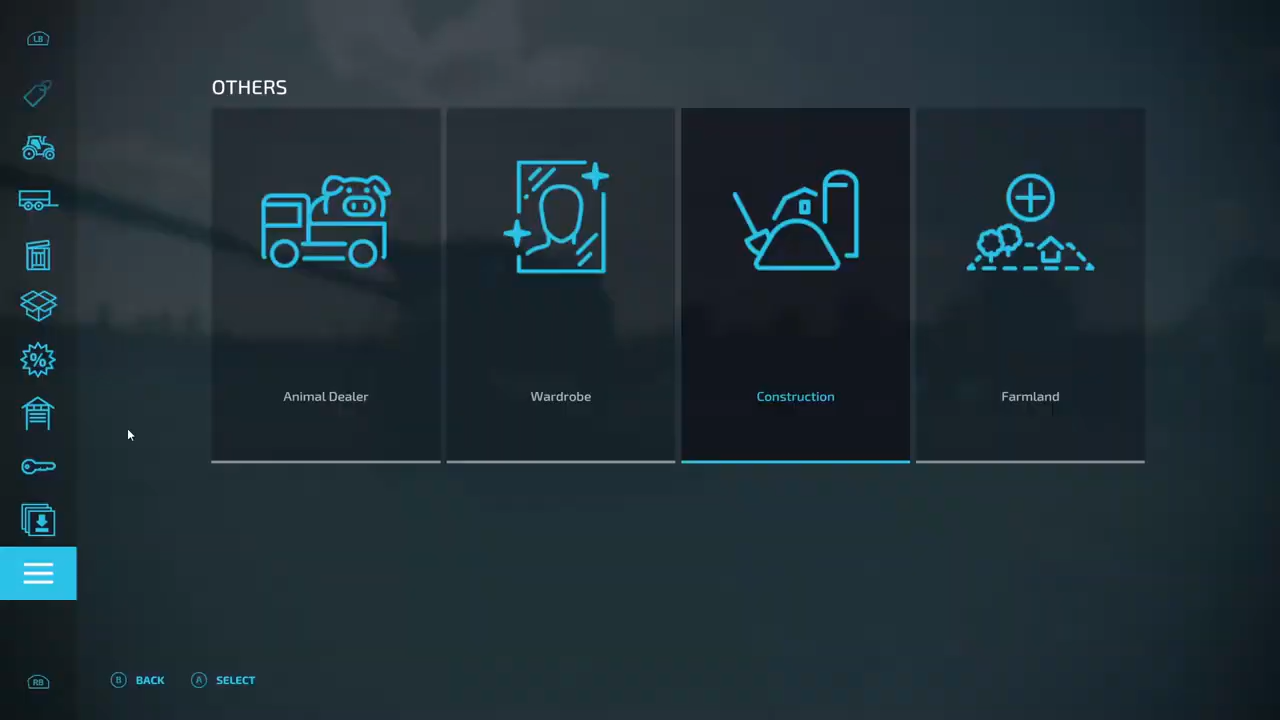 LB
OTHERS
%
Animal Dealer
Wardrobe
Construction
Farmland
RB
B BACK
A SELECT